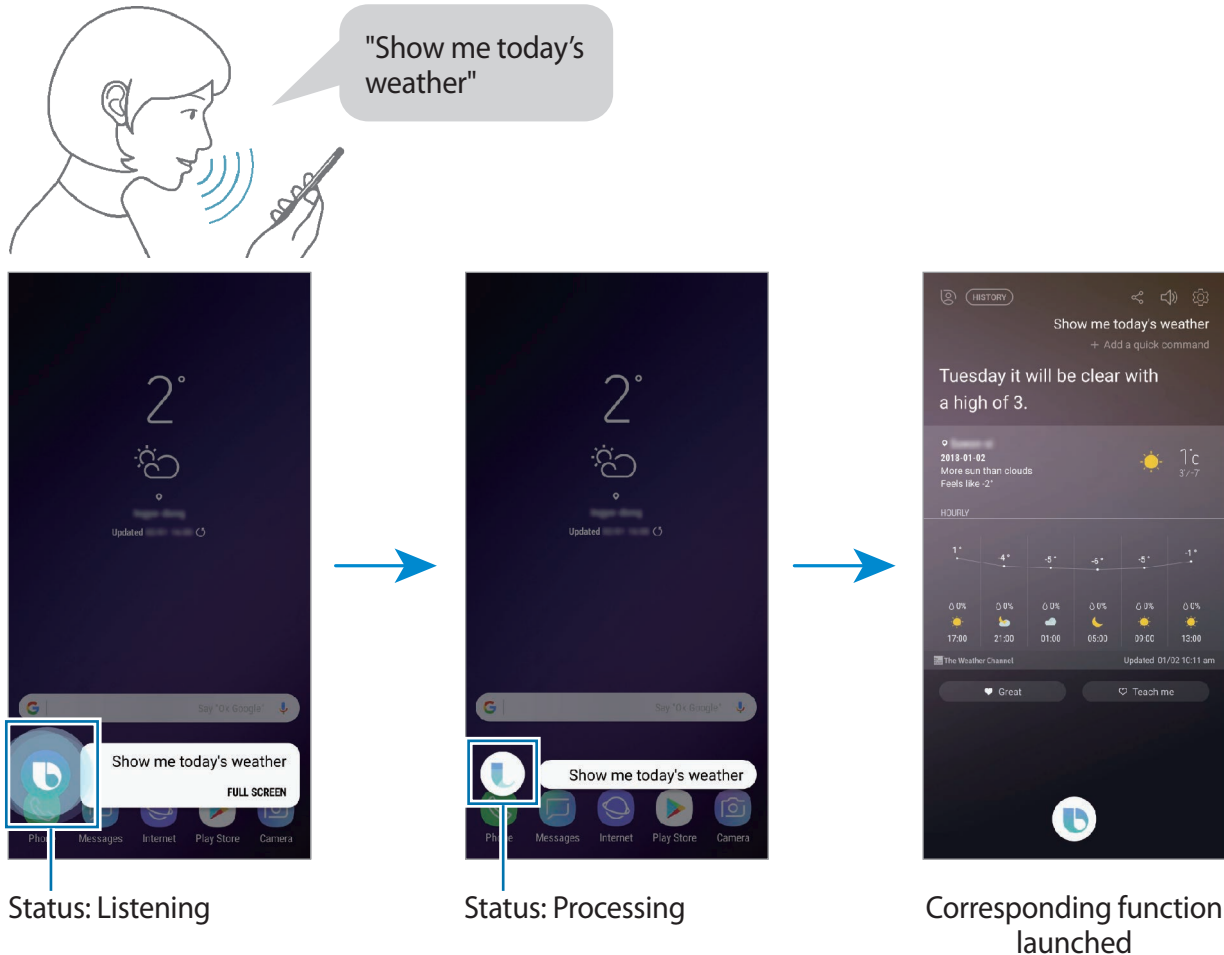 "Show me today's
weather"
2°
Updated
Say "Ok Google"
Show me today's weather
FULL SCREEN
Phone
Messages
Internet
Play Store
Camera
Status: Listening
2°
Updated
Say "Ok Google"
Show me today's weather
Phone
Messages
Internet
Play Store
Camera
Status: Processing
HISTORY
Show me today's weather
+ Add a quick command
Tuesday it will be clear with
a high of 3.
2018-01-02
More sun than clouds
Feels like -2°
1°c
3°/-7°
HOURLY
1° -4° -5° -6° -5° -1°
0% 0% 0% 0% 0% 0%
17:00 21:00 01:00 05:00 09:00 13:00
The Weather Channel
Updated 01/02 10:11 am
Great
Teach me
Corresponding function
launched